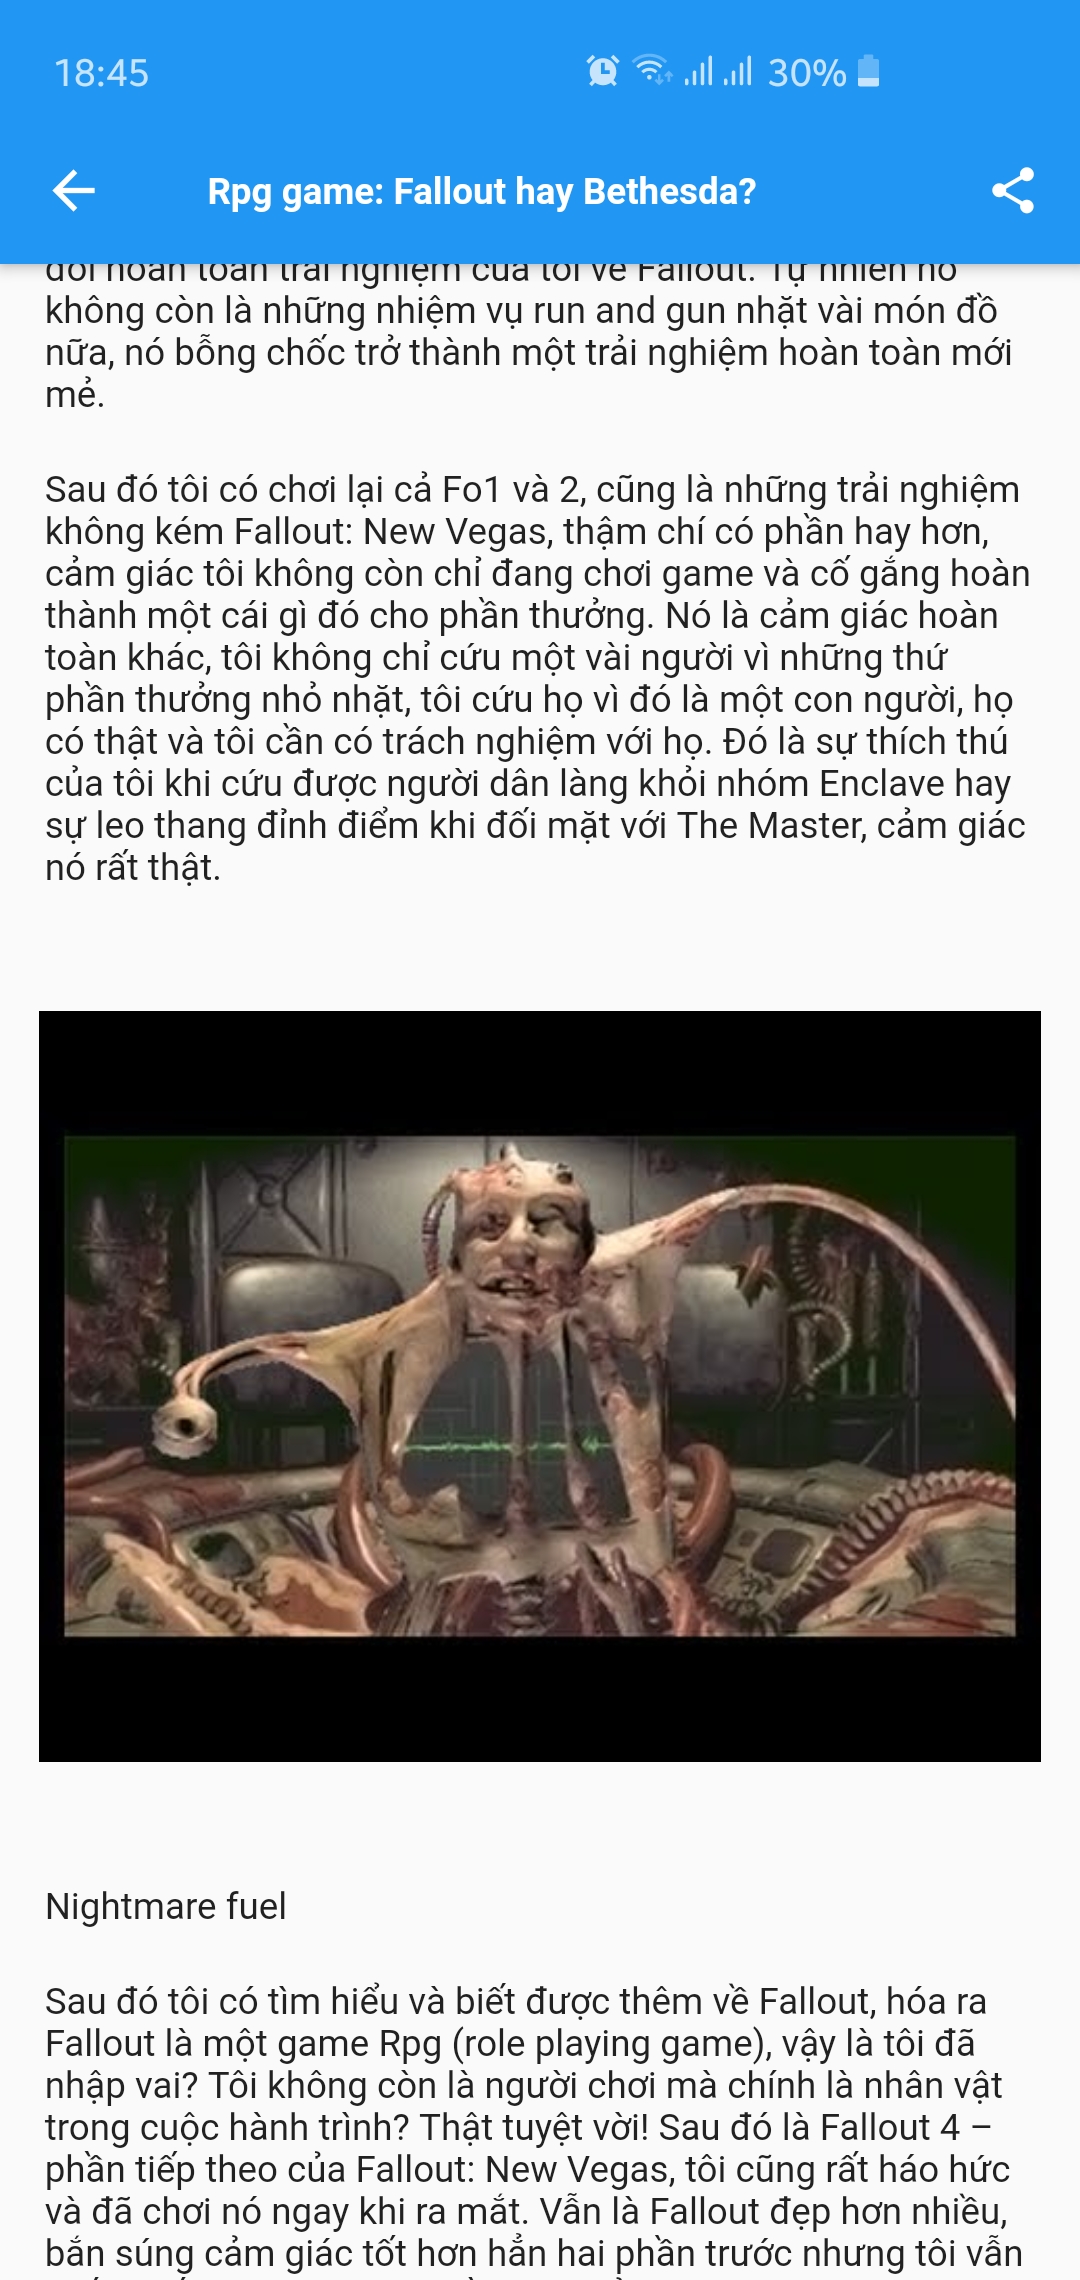 18:45
30%
Rpg game: Fallout hay Bethesda?
đổi hoàn toàn trải nghiệm của tôi về Fallout. Tự nhiên nó
không còn là những nhiệm vụ run and gun nhặt vài món đồ
nữa, nó bỗng chốc trở thành một trải nghiệm hoàn toàn mới
mẻ.
Sau đó tôi có chơi lại cả Fo1 và 2, cũng là những trải nghiệm
không kém Fallout: New Vegas, thậm chí có phần hay hơn,
cảm giác tôi không còn chỉ đang chơi game và cố gắng hoàn
thành một cái gì đó cho phần thưởng. Nó là cảm giác hoàn
toàn khác, tôi không chỉ cứu một vài người vì những thứ
phần thưởng nhỏ nhặt, tôi cứu họ vì đó là một con người, họ
có thật và tôi cần có trách nghiệm với họ. Đó là sự thích thú
của tôi khi cứu được người dân làng khỏi nhóm Enclave hay
sự leo thang đỉnh điểm khi đối mặt với The Master, cảm giác
nó rất thật.
Nightmare fuel
Sau đó tôi có tìm hiểu và biết được thêm về Fallout, hóa ra
Fallout là một game Rpg (role playing game), vậy là tôi đã
nhập vai? Tôi không còn là người chơi mà chính là nhân vật
trong cuộc hành trình? Thật tuyệt vời! Sau đó là Fallout 4 –
phần tiếp theo của Fallout: New Vegas, tôi cũng rất háo hức
và đã chơi nó ngay khi ra mắt. Vẫn là Fallout đẹp hơn nhiều,
bắn súng cảm giác tốt hơn hẳn hai phần trước nhưng tôi vẫn